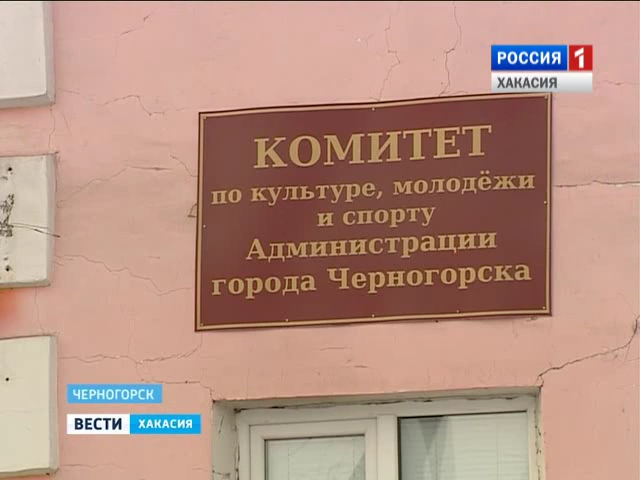 РОССИЯ 1
ХАКАСИЯ
КОМИТЕТ
по культуре, молодёжи
и спорту
Администрации
города Черногорска
ЧЕРНОГОРСК
ВЕСТИ ХАКАСИЯ